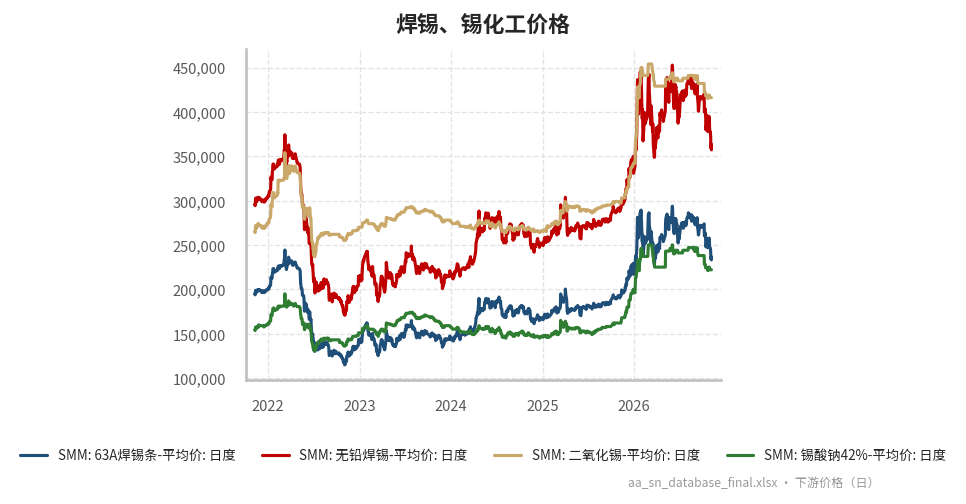 焊锡、锡化工价格
450,000
400,000
350,000
300,000
250,000
200,000
150,000
100,000
2022 2023 2024 2025 2026
SMM: 63A焊锡条-平均价: 日度 SMM: 无铅焊锡-平均价: 日度 SMM: 二氧化锡-平均价: 日度 SMM: 锡酸钠42%-平均价: 日度
aa_sn_database_final.xlsx • 下游价格（日）